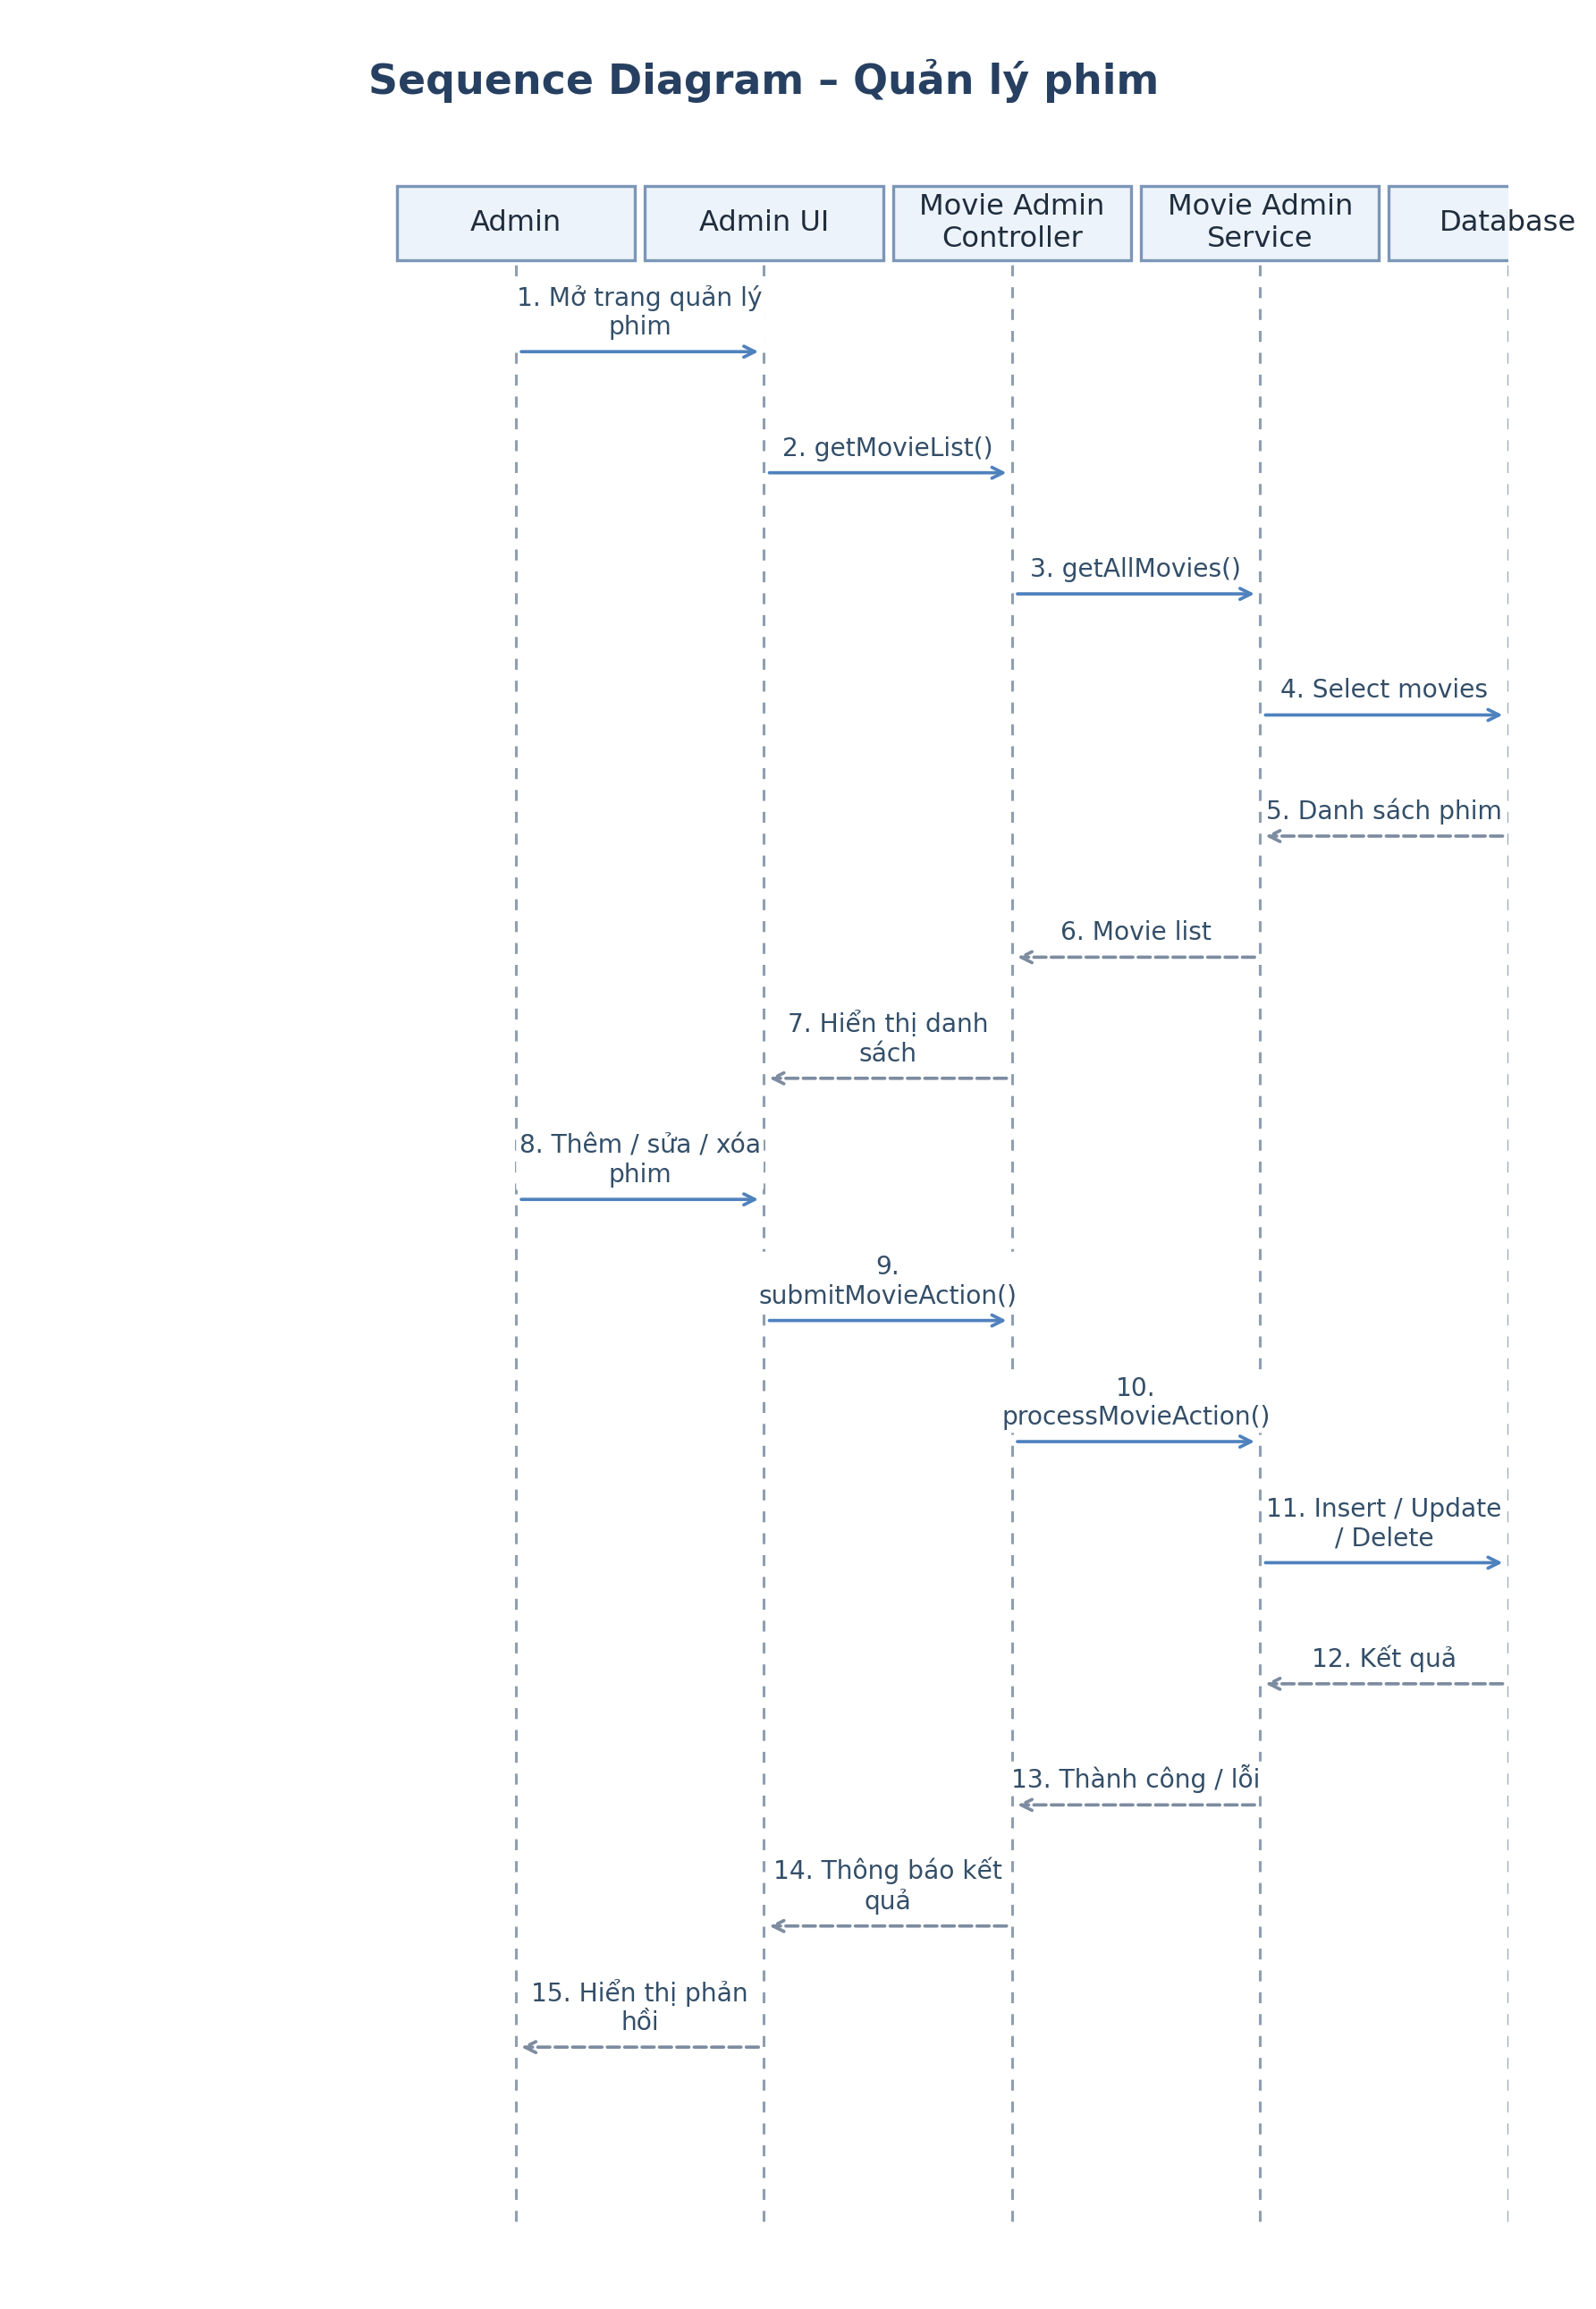 Sequence Diagram – Quản lý phim
Admin
Admin UI
Movie Admin
Controller
Movie Admin
Service
Database
1. Mở trang quản lý
phim
2. getMovieList()
3. getAllMovies()
4. Select movies
5. Danh sách phim
6. Movie list
7. Hiển thị danh
sách
8. Thêm / sửa / xóa
phim
9.
submitMovieAction()
10.
processMovieAction()
11. Insert / Update
/ Delete
12. Kết quả
13. Thành công / lỗi
14. Thông báo kết
quả
15. Hiển thị phản
hồi